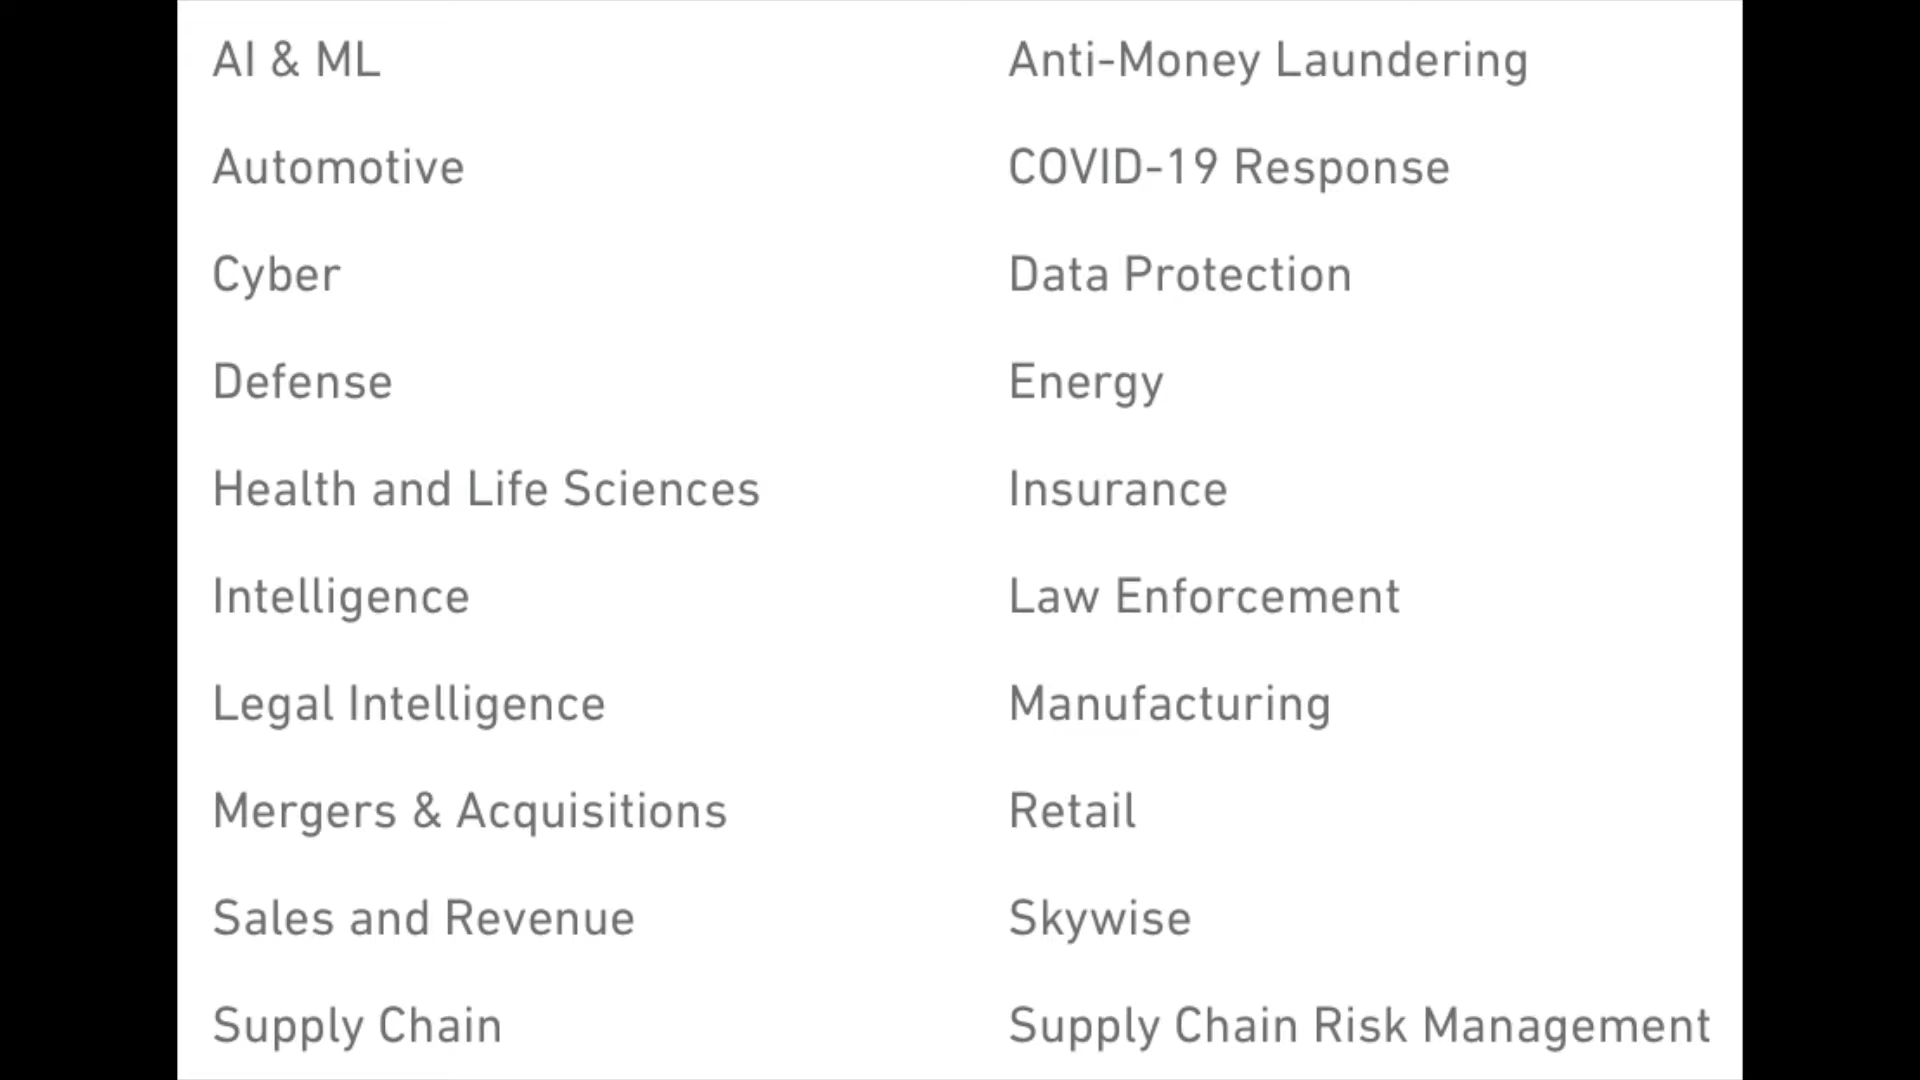 AI & ML
Anti-Money Laundering
Automotive
COVID-19 Response
Cyber
Data Protection
Defense
Energy
Health and Life Sciences
Insurance
Intelligence
Law Enforcement
Legal Intelligence
Manufacturing
Mergers & Acquisitions
Retail
Sales and Revenue
Skywise
Supply Chain
Supply Chain Risk Management